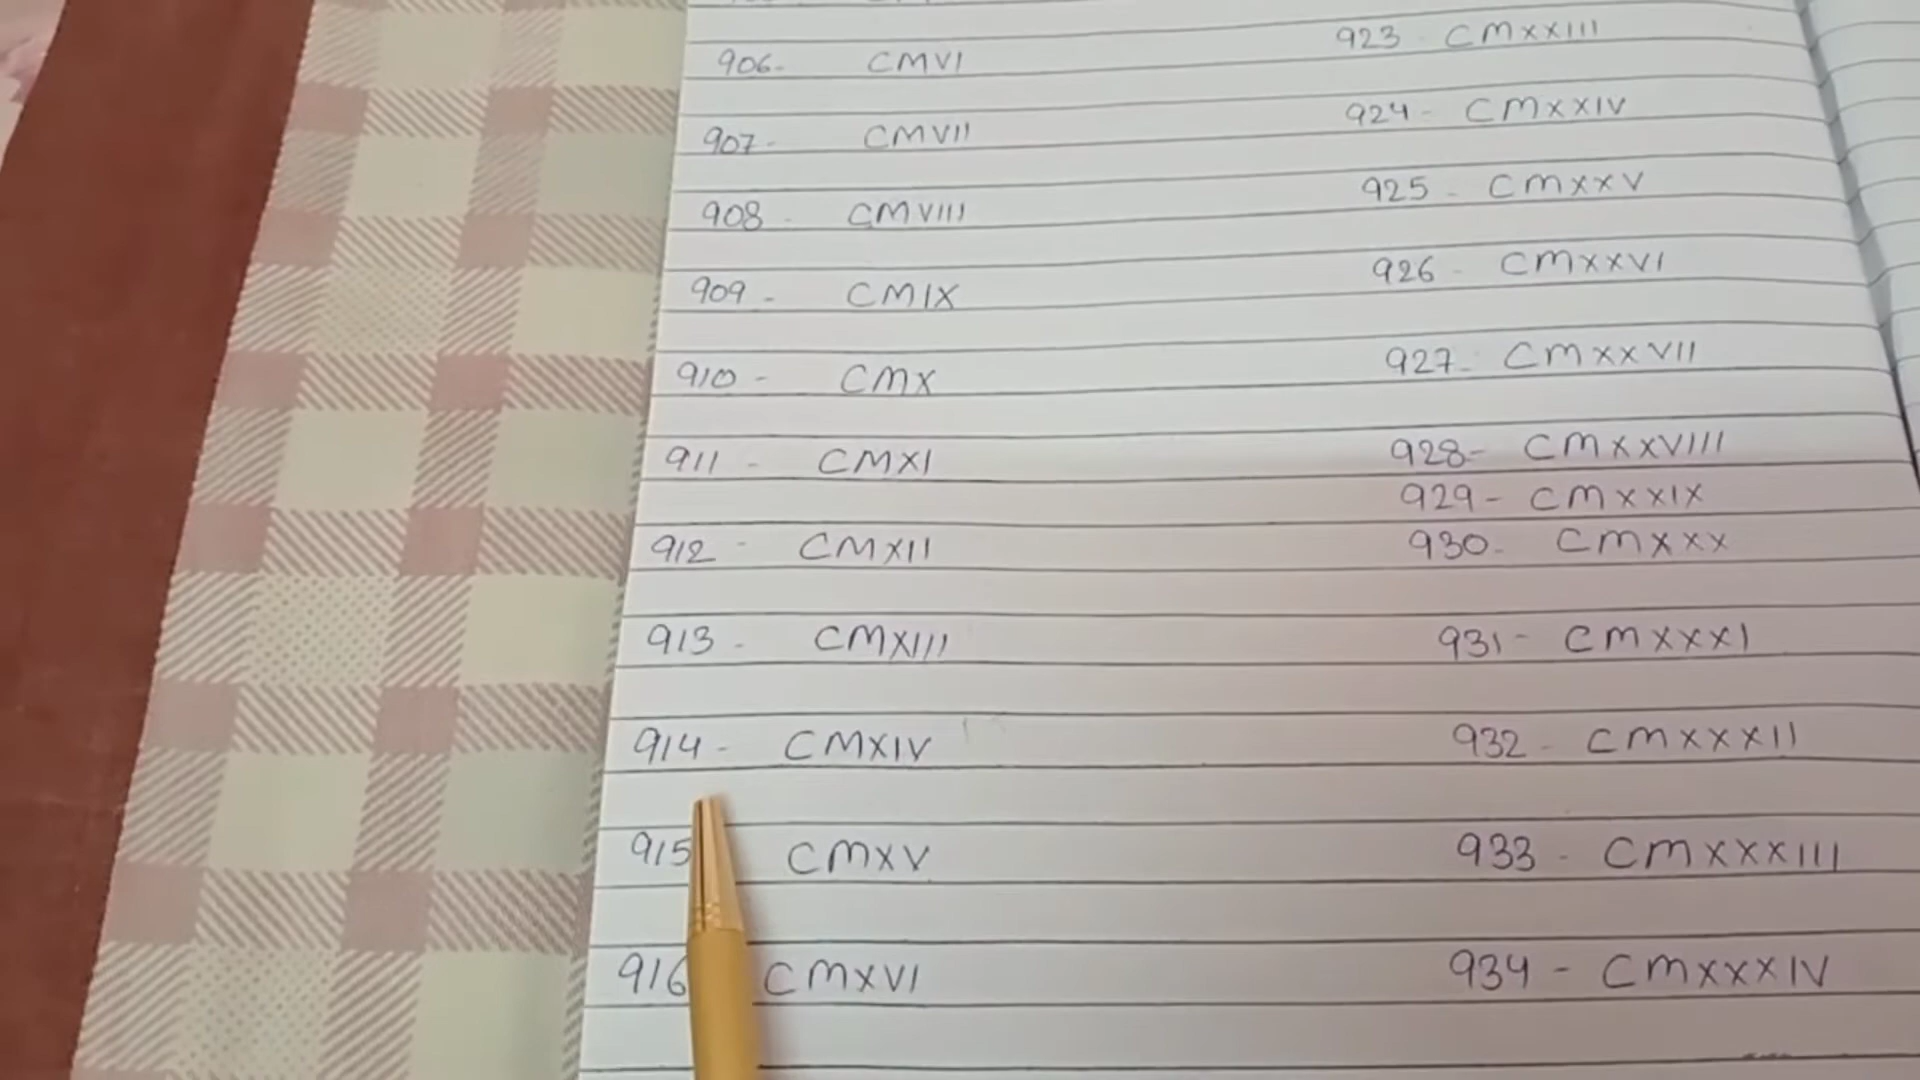 906- CMVI
907- CMVII
908- CMVIII
909- CMIX
910- CMX
911- CMXI
912- CMXII
913- CMXIII
914- CMXIV
915 CMXV
916 CMXVI
923- CMXXIII
924- CMXXIV
925- CMXXV
926- CMXXVI
927- CMXXVII
928- CMXXVIII
929- CMXXIX
930- CMXXX
931- CMXXXI
932- CMXXXII
933- CMXXXIII
934- CMXXXIV